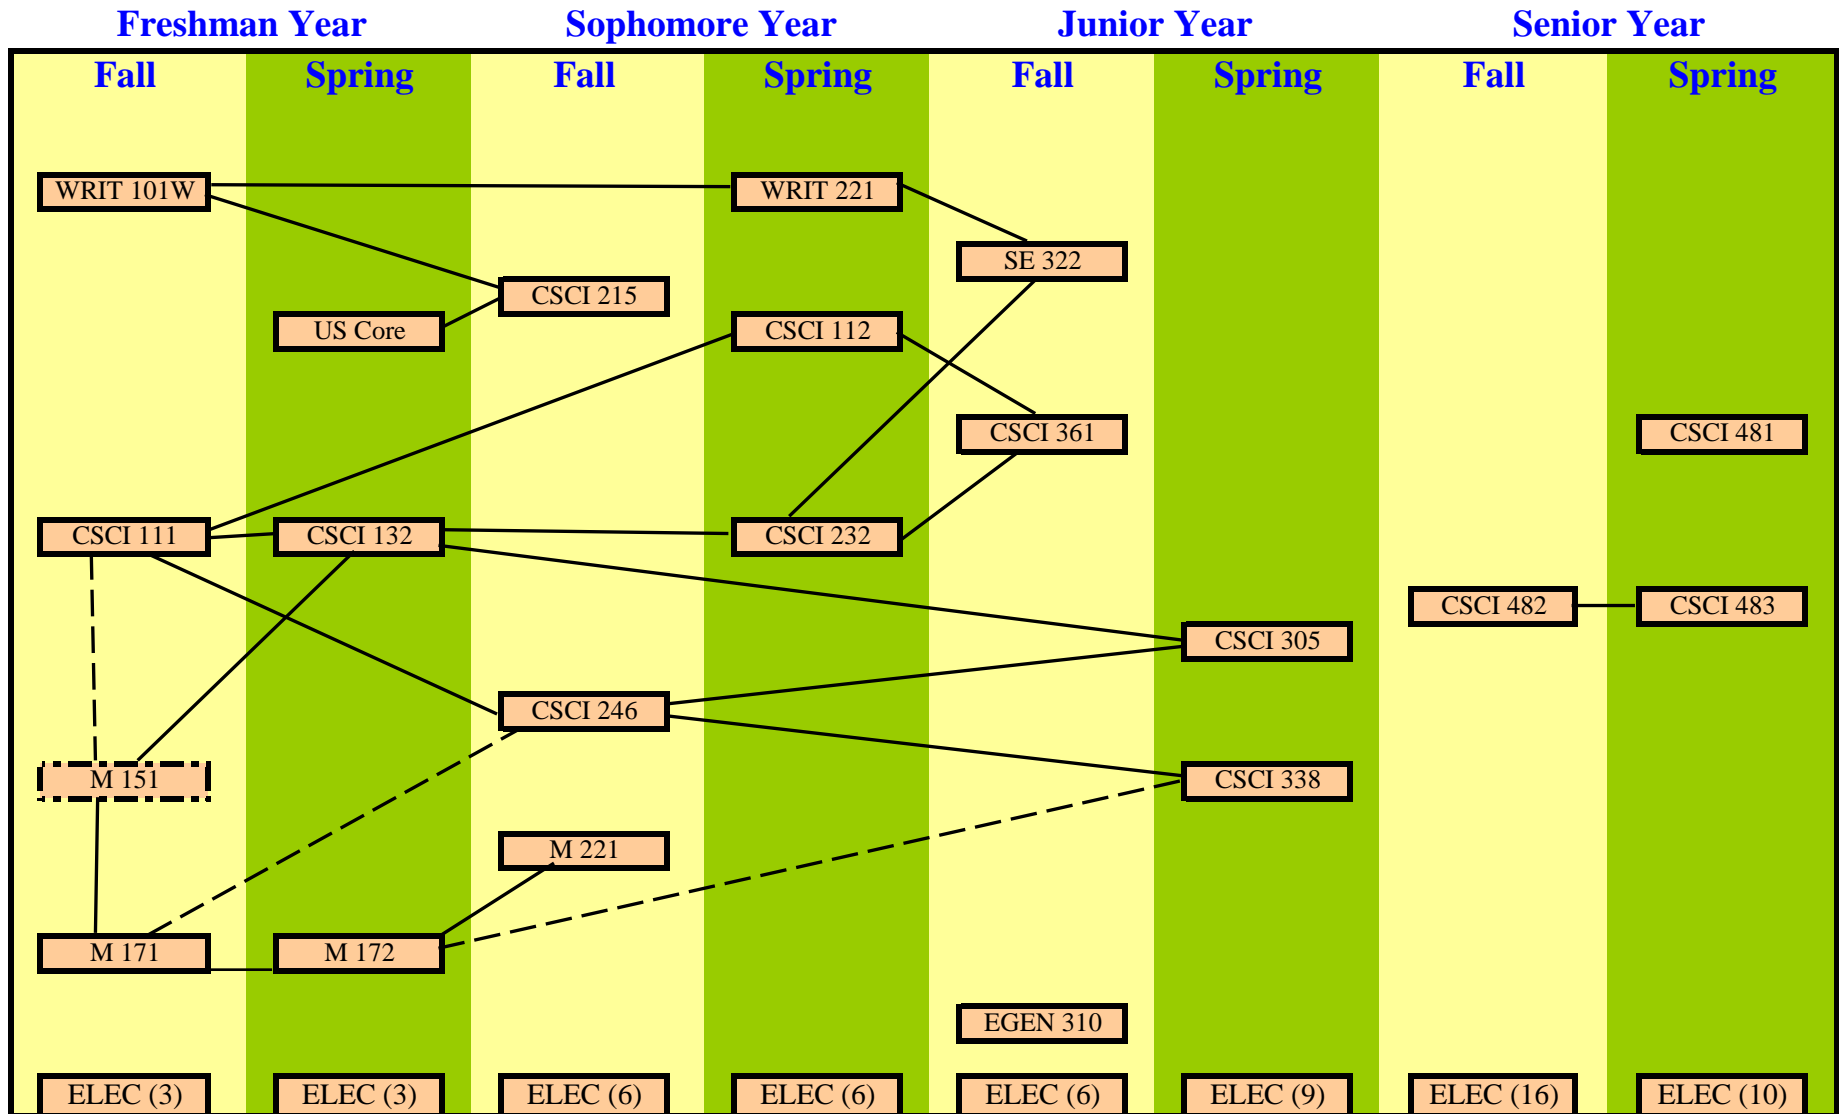 Freshman Year Sophomore Year Junior Year Senior Year
Fall Spring Fall Spring Fall Spring Fall Spring
WRIT 101W WRIT 221
SE 322
CSCI 215
US Core CSCI 112
CSCI 361 CSCI 481
CSCI 111 CSCI 132 CSCI 232
CSCI 482 CSCI 483
CSCI 305
CSCI 246
M 151 CSCI 338
M 221
M 171 M 172
EGEN 310
ELEC (3) ELEC (3) ELEC (6) ELEC (6) ELEC (6) ELEC (9) ELEC (16) ELEC (10)